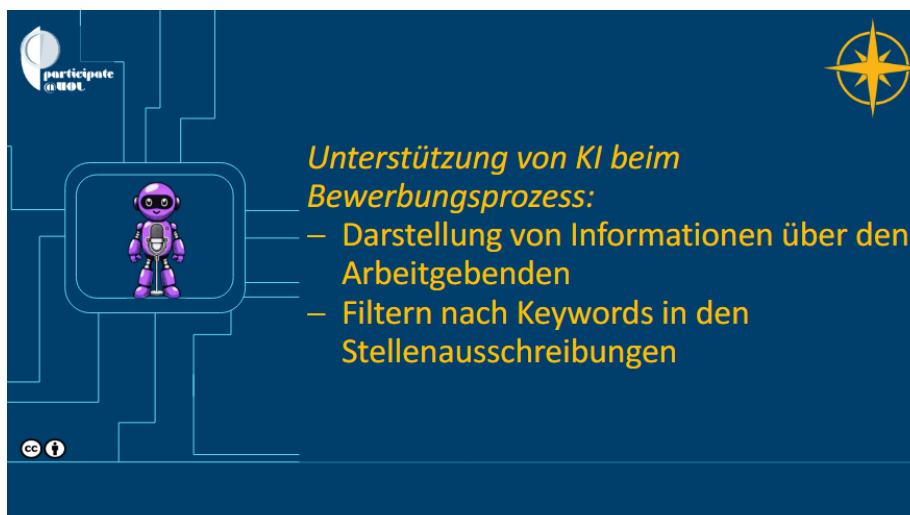 participate
@UOL
Unterstützung von KI beim
Bewerbungsprozess:
– Darstellung von Informationen über den
Arbeitgebenden
– Filtern nach Keywords in den
Stellenausschreibungen
cc